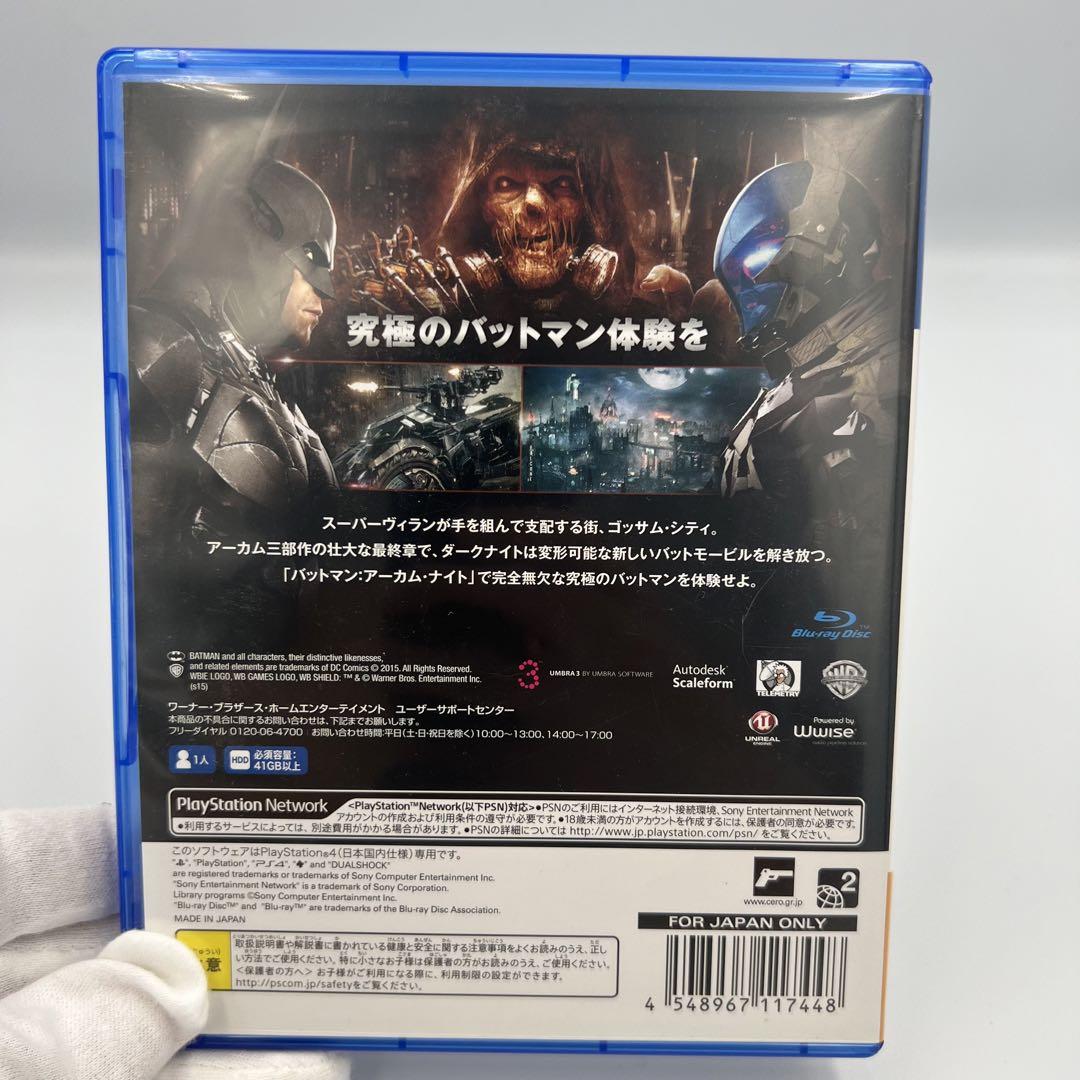 究極のバットマン体験を
スーパーヴィランが手を組んで支配する街、ゴッサム・シティ。
アーカム三部作の壮大な最終章で、ダークナイトは変形可能な新しいバットモービルを解き放つ。
「バットマン:アーカム・ナイト」で完全無欠な究極のバットマンを体験せよ。
Blu-ray Disc™
BATMAN and all characters, their distinctive likenesses,
and related elements are trademarks of DC Comics © 2015. All Rights Reserved.
WBIE LOGO, WB GAMES LOGO, WB SHIELD: ™ & © Warner Bros. Entertainment Inc.
(s15)
3 UMBRA 3 BY UMBRA SOFTWARE
Autodesk®
Scaleform®
TELEMETRY
WB
ワーナー・ブラザース・ホームエンターテイメント ユーザーサポートセンター
本商品の不具合に関するお問い合わせは、下記までお願いします。
フリーダイヤル 0120-06-4700 お問い合わせ時間:平日(土・日・祝日を除く)10:00~13:00、14:00~17:00
UNREAL
ENGINE
Powered by
Wwise
1人
HDD 必須容量:
41GB以上
PlayStation Network <PlayStation™Network(以下PSN)対応>●PSNのご利用にはインターネット接続環境、Sony Entertainment Network
アカウントの作成および利用条件の遵守が必要です。●18歳未満の方がアカウントを作成するには、保護者の同意が必要です。
●利用するサービスによっては、別途費用がかかる場合があります。●PSNの詳細については http://www.jp.playstation.com/psn/ をご覧ください。
このソフトウェアはPlayStation®4(日本国内仕様)専用です。
"PlayStation", "PS4", and "DUALSHOCK"
are registered trademarks or trademarks of Sony Computer Entertainment Inc.
"Sony Entertainment Network" is a trademark of Sony Corporation.
Library programs ©Sony Computer Entertainment Inc.
"Blu-ray Disc™" and "Blu-ray™" are trademarks of the Blu-ray Disc Association.
MADE IN JAPAN
www.cero.gr.jp
2
FOR JAPAN ONLY
意
取扱説明書や解説書に書かれている健康と安全に関する注意事項をよくお読みのうえ、正し
い方法でご使用ください。特に小さなお子様は保護者の方がお読みのうえ、ご使用ください。
<保護者の方へ> お子様がご利用になる際に、利用制限の設定ができます。
http://pscom.jp/safetyをご覧ください。
4 548967 117448